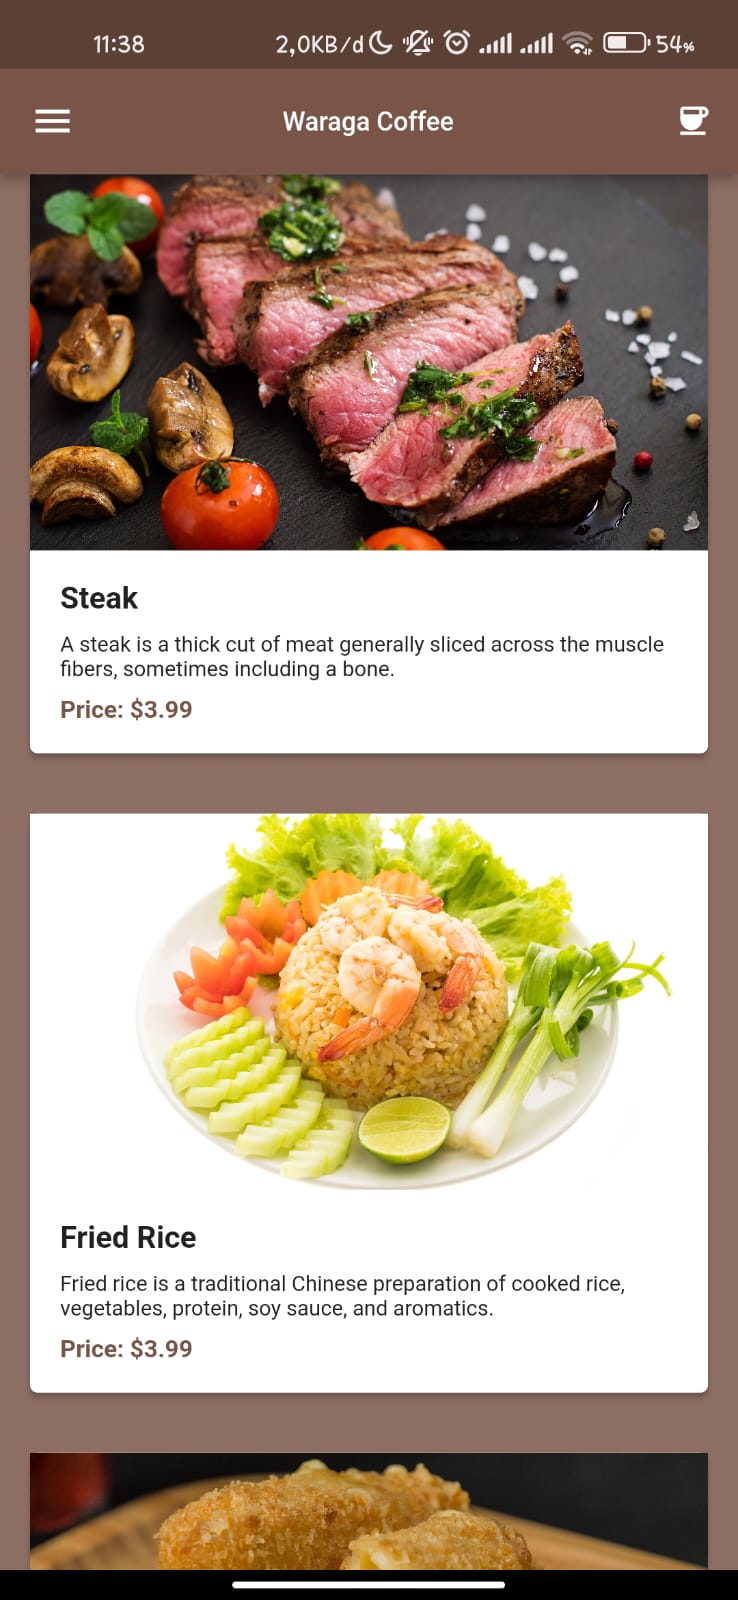 11:38 2,0KB/d 54%
Waraga Coffee
Steak
A steak is a thick cut of meat generally sliced across the muscle
fibers, sometimes including a bone.
Price: $3.99
Fried Rice
Fried rice is a traditional Chinese preparation of cooked rice,
vegetables, protein, soy sauce, and aromatics.
Price: $3.99